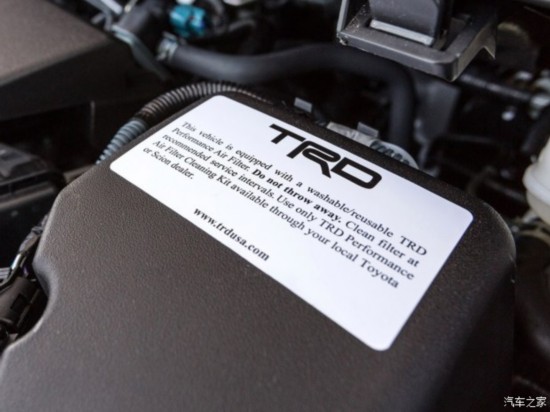 TRD
This vehicle is equipped with a washable/reusable TRD
Performance Air Filter. Do not throw away. Clean filter at
recommended service intervals. Use only TRD Performance
Air Filter Cleaning Kit available through your local Toyota
or Scion dealer.
www.trdusa.com
汽车之家